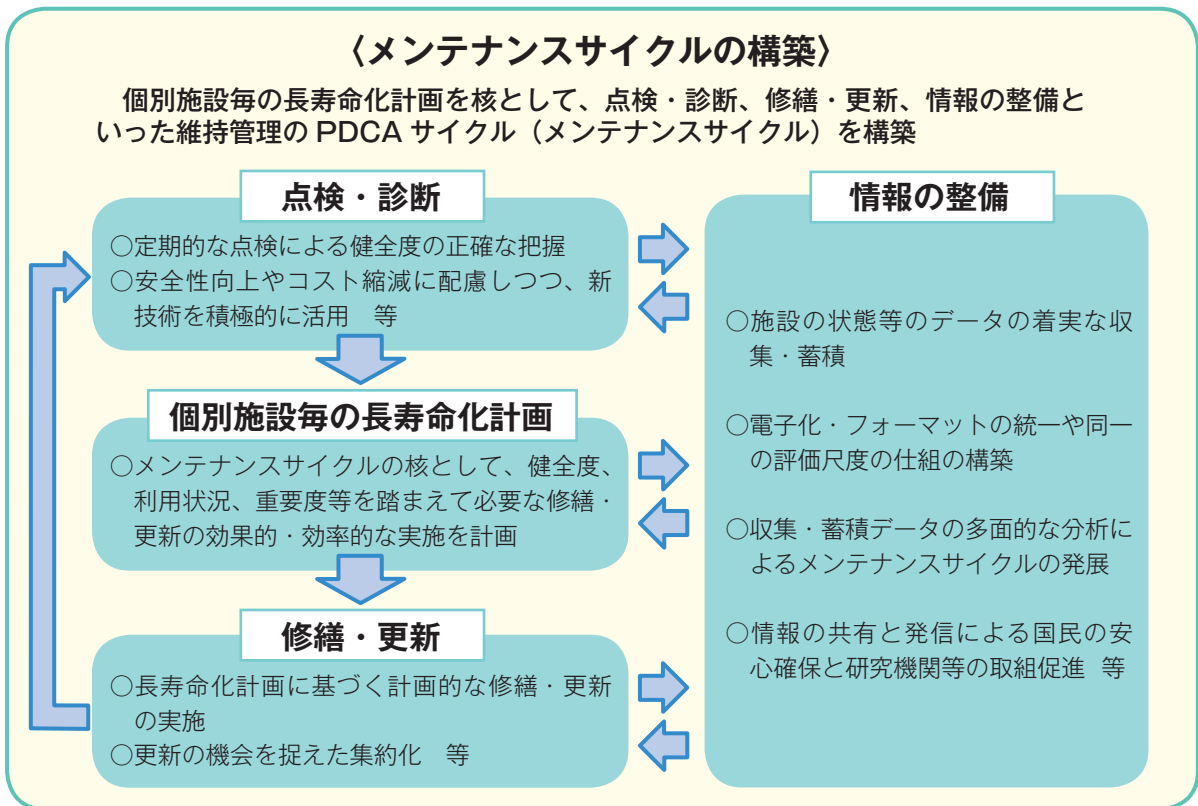 〈メンテナンスサイクルの構築〉
個別施設毎の長寿命化計画を核として、点検・診断、修繕・更新、情報の整備と
いった維持管理の PDCA サイクル（メンテナンスサイクル）を構築
点検・診断
○定期的な点検による健全度の正確な把握
○安全性向上やコスト縮減に配慮しつつ、新
技術を積極的に活用　等
個別施設毎の長寿命化計画
○メンテナンスサイクルの核として、健全度、
利用状況、重要度等を踏まえて必要な修繕・
更新の効果的・効率的な実施を計画
修繕・更新
○長寿命化計画に基づく計画的な修繕・更新
の実施
○更新の機会を捉えた集約化　等
情報の整備
○施設の状態等のデータの着実な収
集・蓄積
○電子化・フォーマットの統一や同一
の評価尺度の仕組の構築
○収集・蓄積データの多面的な分析に
よるメンテナンスサイクルの発展
○情報の共有と発信による国民の安
心確保と研究機関等の取組促進 等